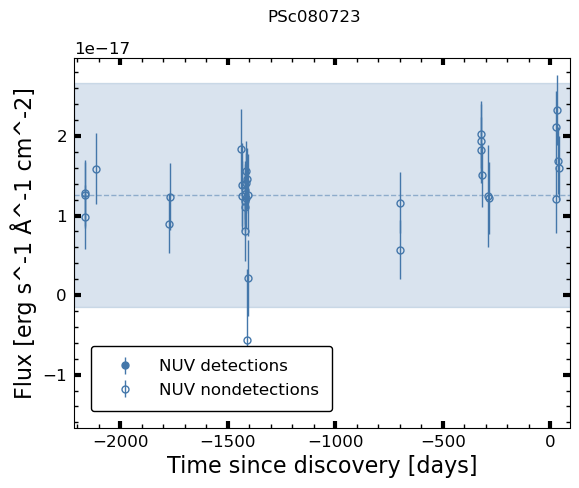 PSc080723
1e−17
Flux [erg s^-1 Å^-1 cm^-2]
2
1
0
−1
NUV detections
NUV nondetections
−2000 −1500 −1000 −500 0
Time since discovery [days]